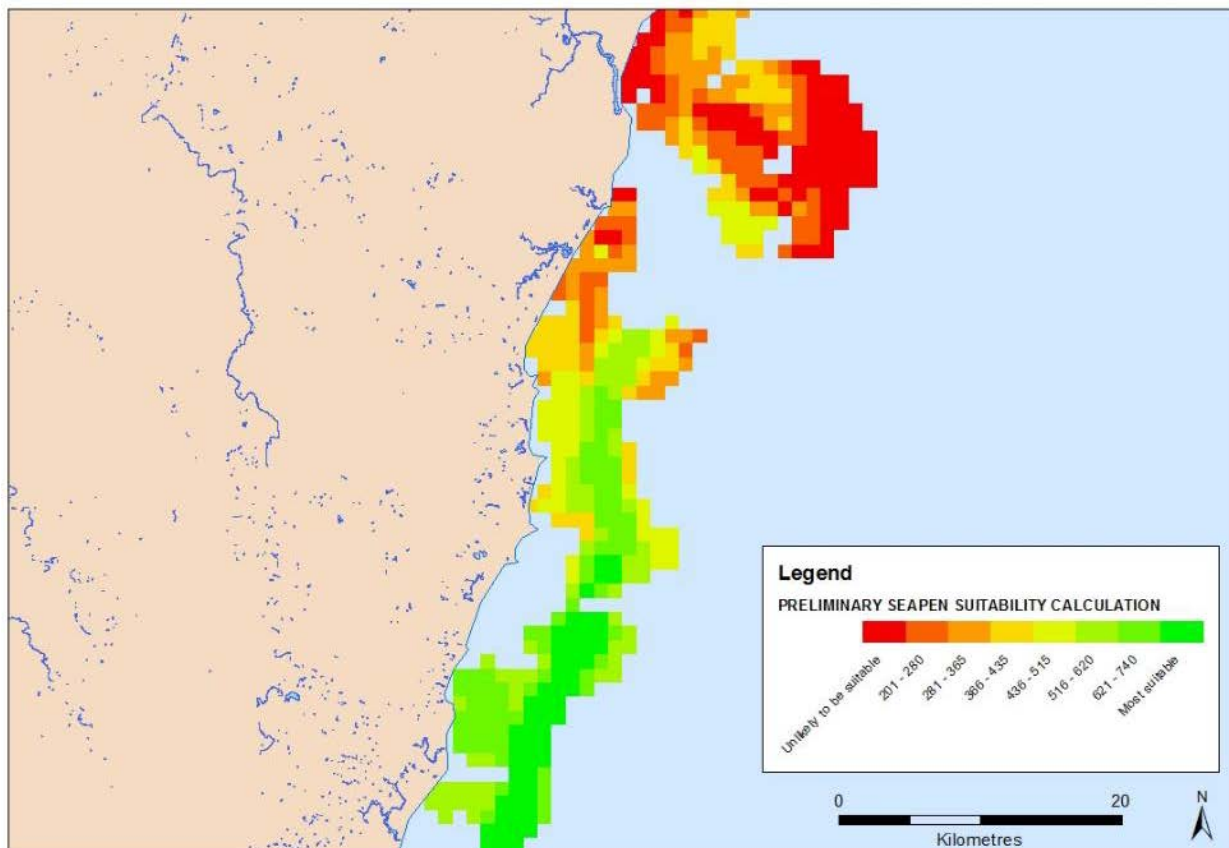 Legend
PRELIMINARY SEAPEN SUITABILITY CALCULATION
Unlikely to be suitable
201 - 280
281 - 365
366 - 435
436 - 515
516 - 620
621 - 740
Most suitable
0 20
Kilometres
N